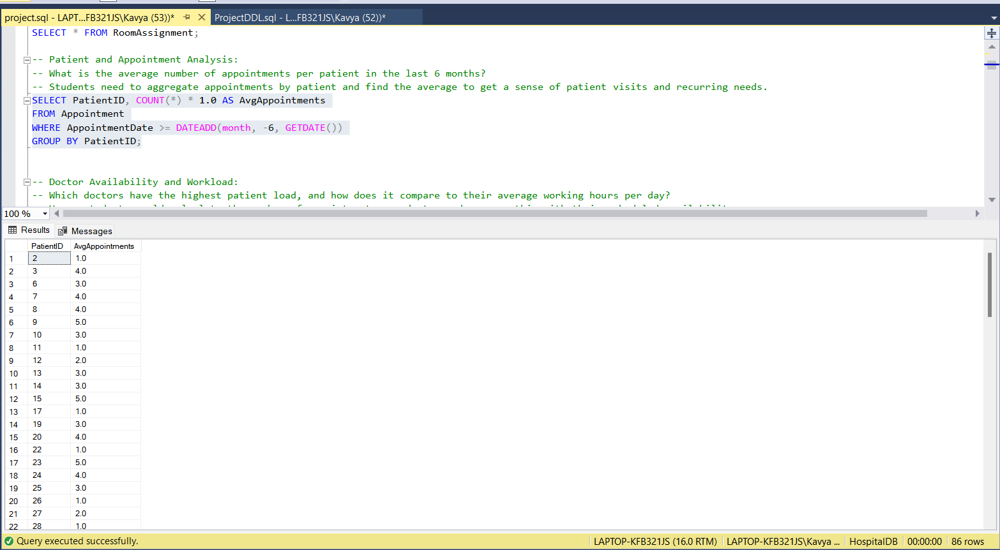 project.sql - LAPT...FB321JS\Kavya (53))* ProjectDDL.sql - L...FB321JS\Kavya (52))*
SELECT * FROM RoomAssignment;
-- Patient and Appointment Analysis:
-- What is the average number of appointments per patient in the last 6 months?
-- Students need to aggregate appointments by patient and find the average to get a sense of patient visits and recurring needs.
SELECT PatientID, COUNT(*) * 1.0 AS AvgAppointments
FROM Appointment
WHERE AppointmentDate >= DATEADD(month, -6, GETDATE())
GROUP BY PatientID;
-- Doctor Availability and Workload:
-- Which doctors have the highest patient load, and how does it compare to their average working hours per day?
100 %
Results Messages
PatientID AvgAppointments
1 2 1.0
2 3 4.0
3 6 3.0
4 7 4.0
5 8 4.0
6 9 5.0
7 10 3.0
8 11 1.0
9 12 2.0
10 13 3.0
11 14 3.0
12 15 5.0
13 17 1.0
14 19 3.0
15 20 4.0
16 22 1.0
17 23 5.0
18 24 4.0
19 25 3.0
20 26 1.0
21 27 2.0
22 28 1.0
Query executed successfully. LAPTOP-KFB321JS (16.0 RTM) LAPTOP-KFB321JS\Kavya ... HospitalDB 00:00:00 86 rows